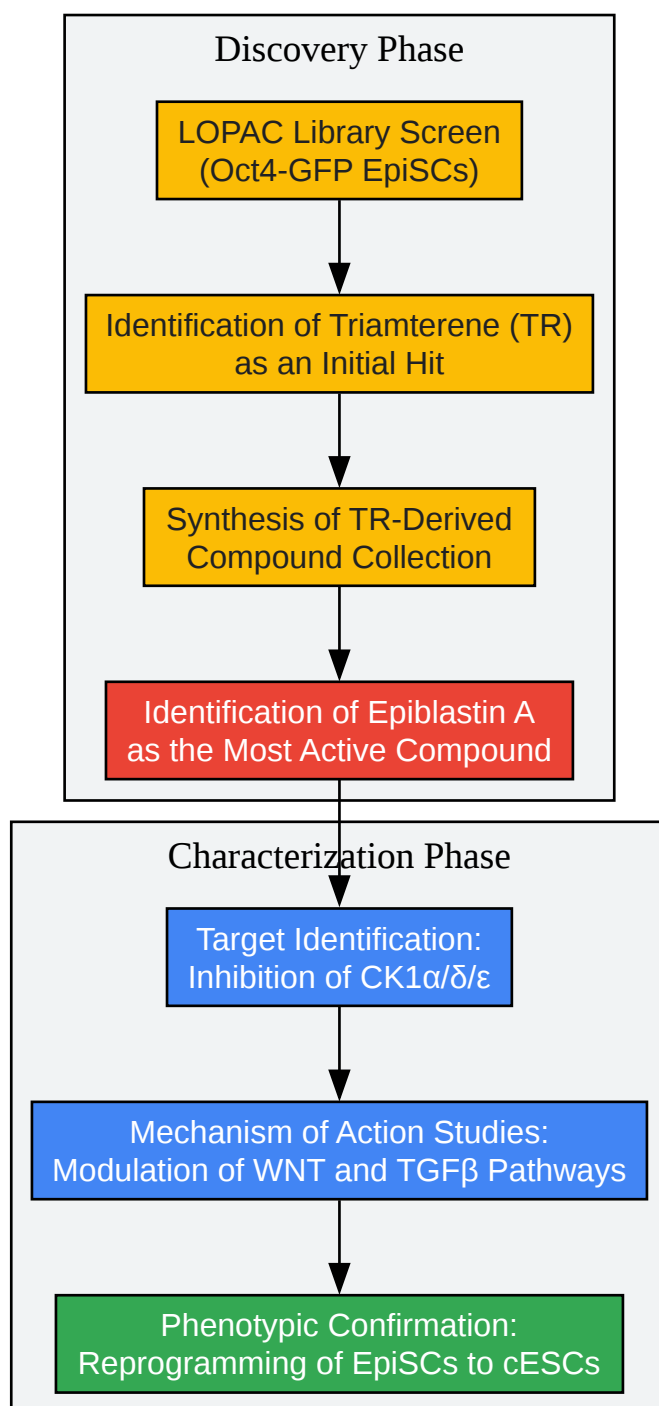 Discovery Phase
LOPAC Library Screen
(Oct4-GFP EpiSCs)
Identification of Triamterene (TR)
as an Initial Hit
Synthesis of TR-Derived
Compound Collection
Identification of Epiblastin A
as the Most Active Compound
Characterization Phase
Target Identification:
Inhibition of CK1α/δ/ε
Mechanism of Action Studies:
Modulation of WNT and TGFβ Pathways
Phenotypic Confirmation:
Reprogramming of EpiSCs to cESCs